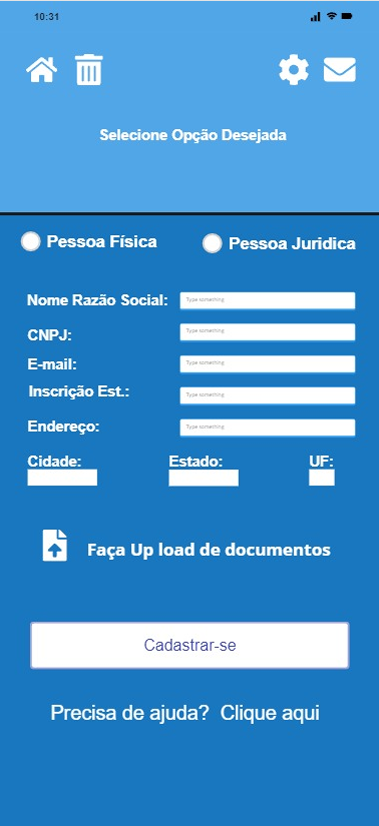 10:31
Selecione Opção Desejada
Pessoa Física Pessoa Juridica
Nome Razão Social: Type something
CNPJ: Type something
E-mail: Type something
Inscrição Est.: Type something
Endereço: Type something
Cidade: Estado: UF:
Faça Up load de documentos
Cadastrar-se
Precisa de ajuda? Clique aqui